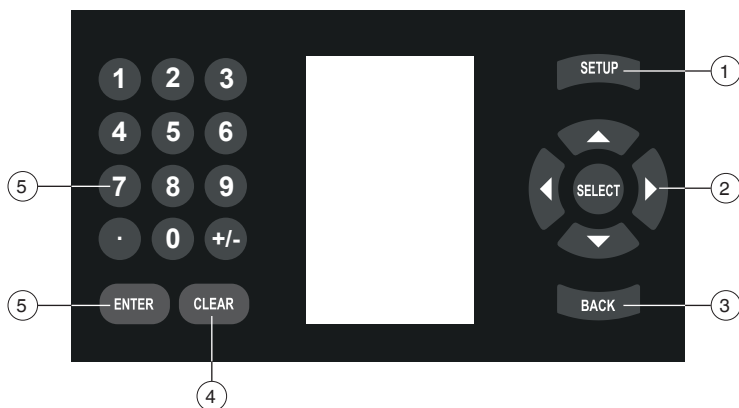 1 2 3
SETUP
1
4 5 6
5
7 8 9
SELECT
2
. 0 +/-
5
ENTER CLEAR
BACK
3
4